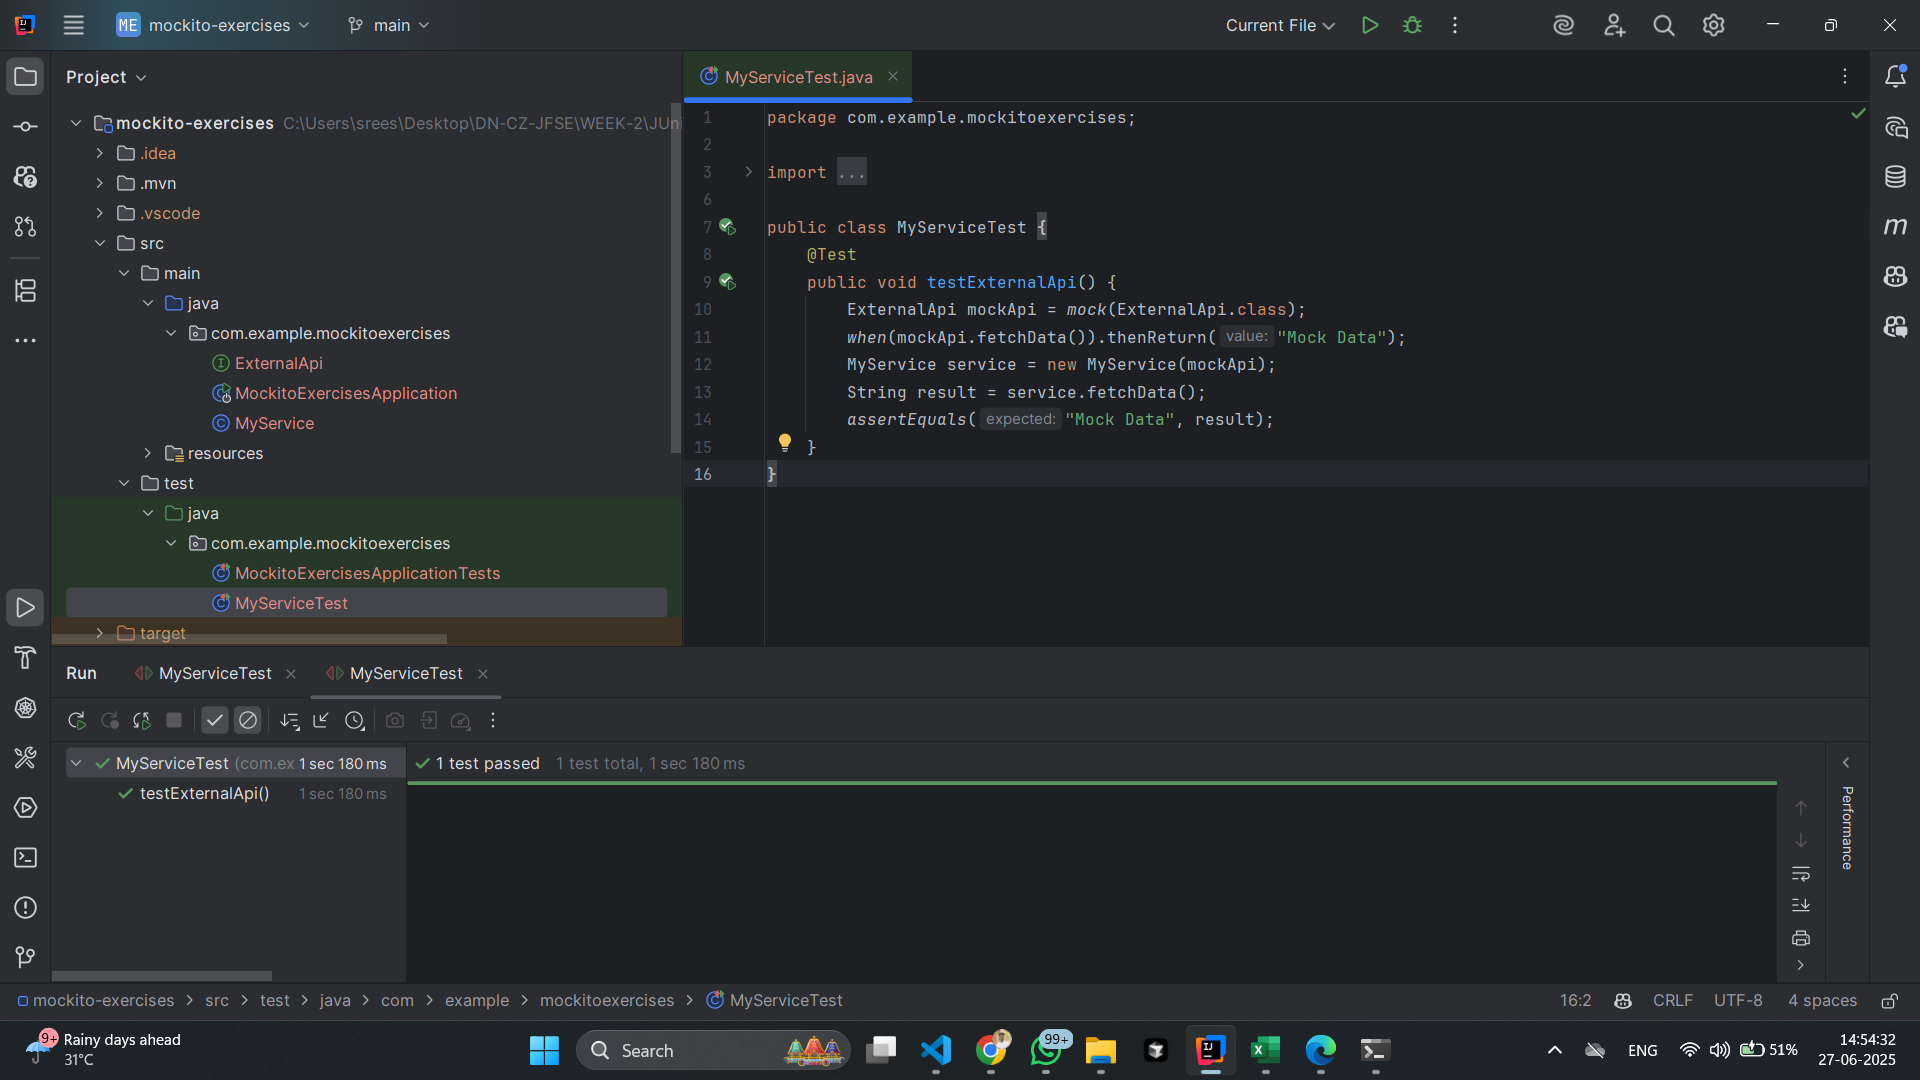 ME mockito-exercises main Current File
Project
MyServiceTest.java
mockito-exercises C:\Users\srees\Desktop\DN-CZ-JFSE\WEEK-2\JUni
.idea
.mvn
.vscode
src
main
java
com.example.mockitoexercises
ExternalApi
MockitoExercisesApplication
MyService
resources
test
java
com.example.mockitoexercises
MockitoExercisesApplicationTests
MyServiceTest
target
1 package com.example.mockitoexercises;
2
3 import ...
6
7 public class MyServiceTest {
8 @Test
9 public void testExternalApi() {
10 ExternalApi mockApi = mock(ExternalApi.class);
11 when(mockApi.fetchData()).thenReturn( value: "Mock Data");
12 MyService service = new MyService(mockApi);
13 String result = service.fetchData();
14 assertEquals( expected: "Mock Data", result);
15 }
16 }
Run MyServiceTest MyServiceTest
MyServiceTest (com.ex 1 sec 180 ms
testExternalApi() 1 sec 180 ms
1 test passed 1 test total, 1 sec 180 ms
Performance
mockito-exercises > src > test > java > com > example > mockitoexercises > MyServiceTest
16:2 CRLF UTF-8 4 spaces
9+ Rainy days ahead
31°C
Search
99+
ENG
51%
14:54:32
27-06-2025